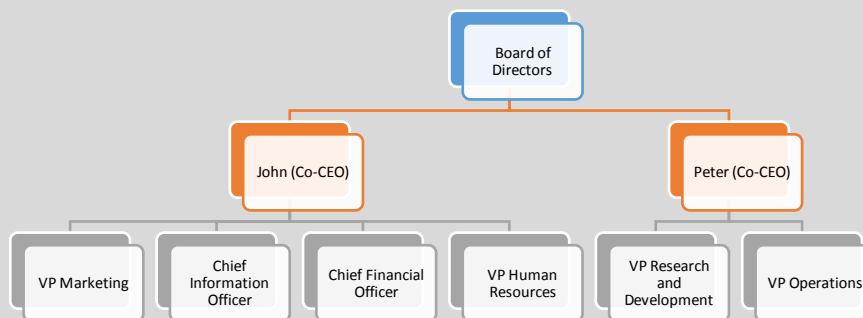 Board of
Directors
John (Co-CEO)
Peter (Co-CEO)
VP Marketing
Chief
Information
Officer
Chief Financial
Officer
VP Human
Resources
VP Research
and
Development
VP Operations